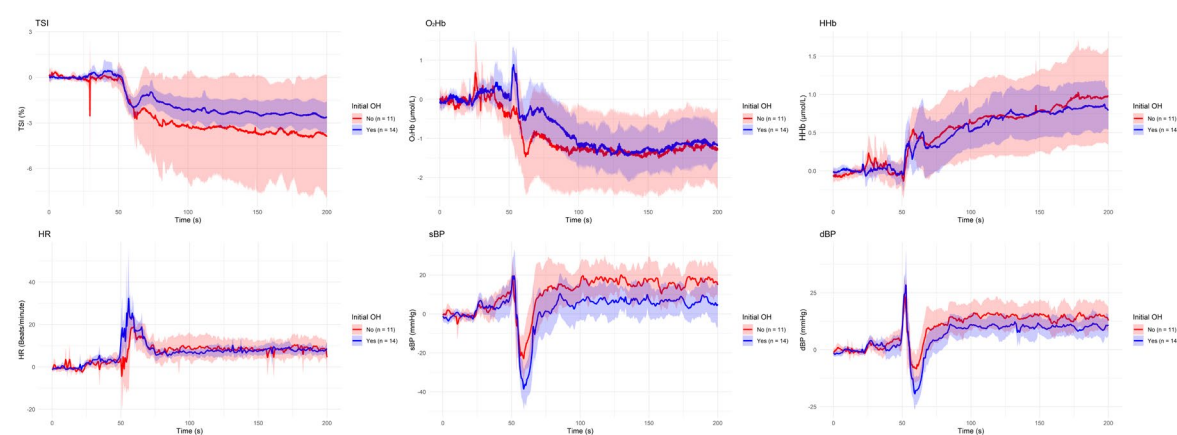 TSI
3
0
-3
-6
TSI (%)
0
50
100
150
200
Time (s)
Initial OH
No (n = 11)
Yes (n = 14)
O₂Hb
1
0
-1
-2
O₂Hb (μmol/L)
0
50
100
150
200
Time (s)
Initial OH
No (n = 11)
Yes (n = 14)
HHb
1.5
1.0
0.5
0.0
HHb (μmol/L)
0
50
100
150
200
Time (s)
Initial OH
No (n = 11)
Yes (n = 14)
HR
40
20
0
-20
HR (Beats/minute)
0
50
100
150
200
Time (s)
Initial OH
No (n = 11)
Yes (n = 14)
sBP
20
0
-20
-40
sBP (mmHg)
0
50
100
150
200
Time (s)
Initial OH
No (n = 11)
Yes (n = 14)
dBP
25
0
-25
dBP (mmHg)
0
50
100
150
200
Time (s)
Initial OH
No (n = 11)
Yes (n = 14)